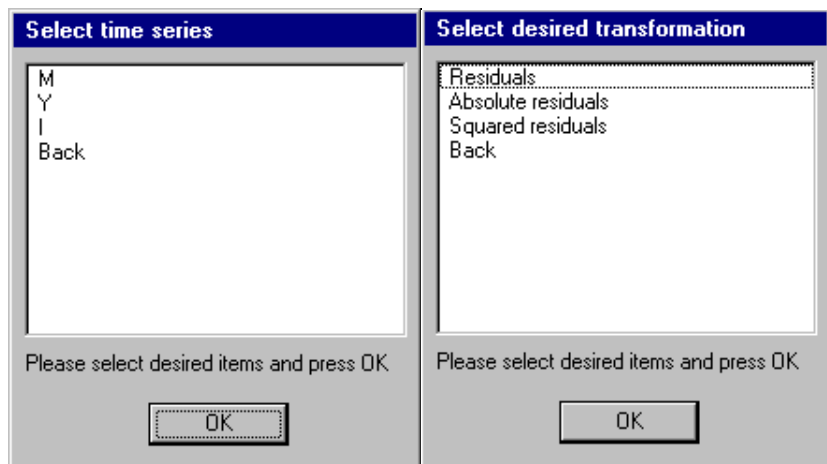 Select time series
M
Y
I
Back
Please select desired items and press OK
OK
Select desired transformation
Residuals
Absolute residuals
Squared residuals
Back
Please select desired items and press OK
OK